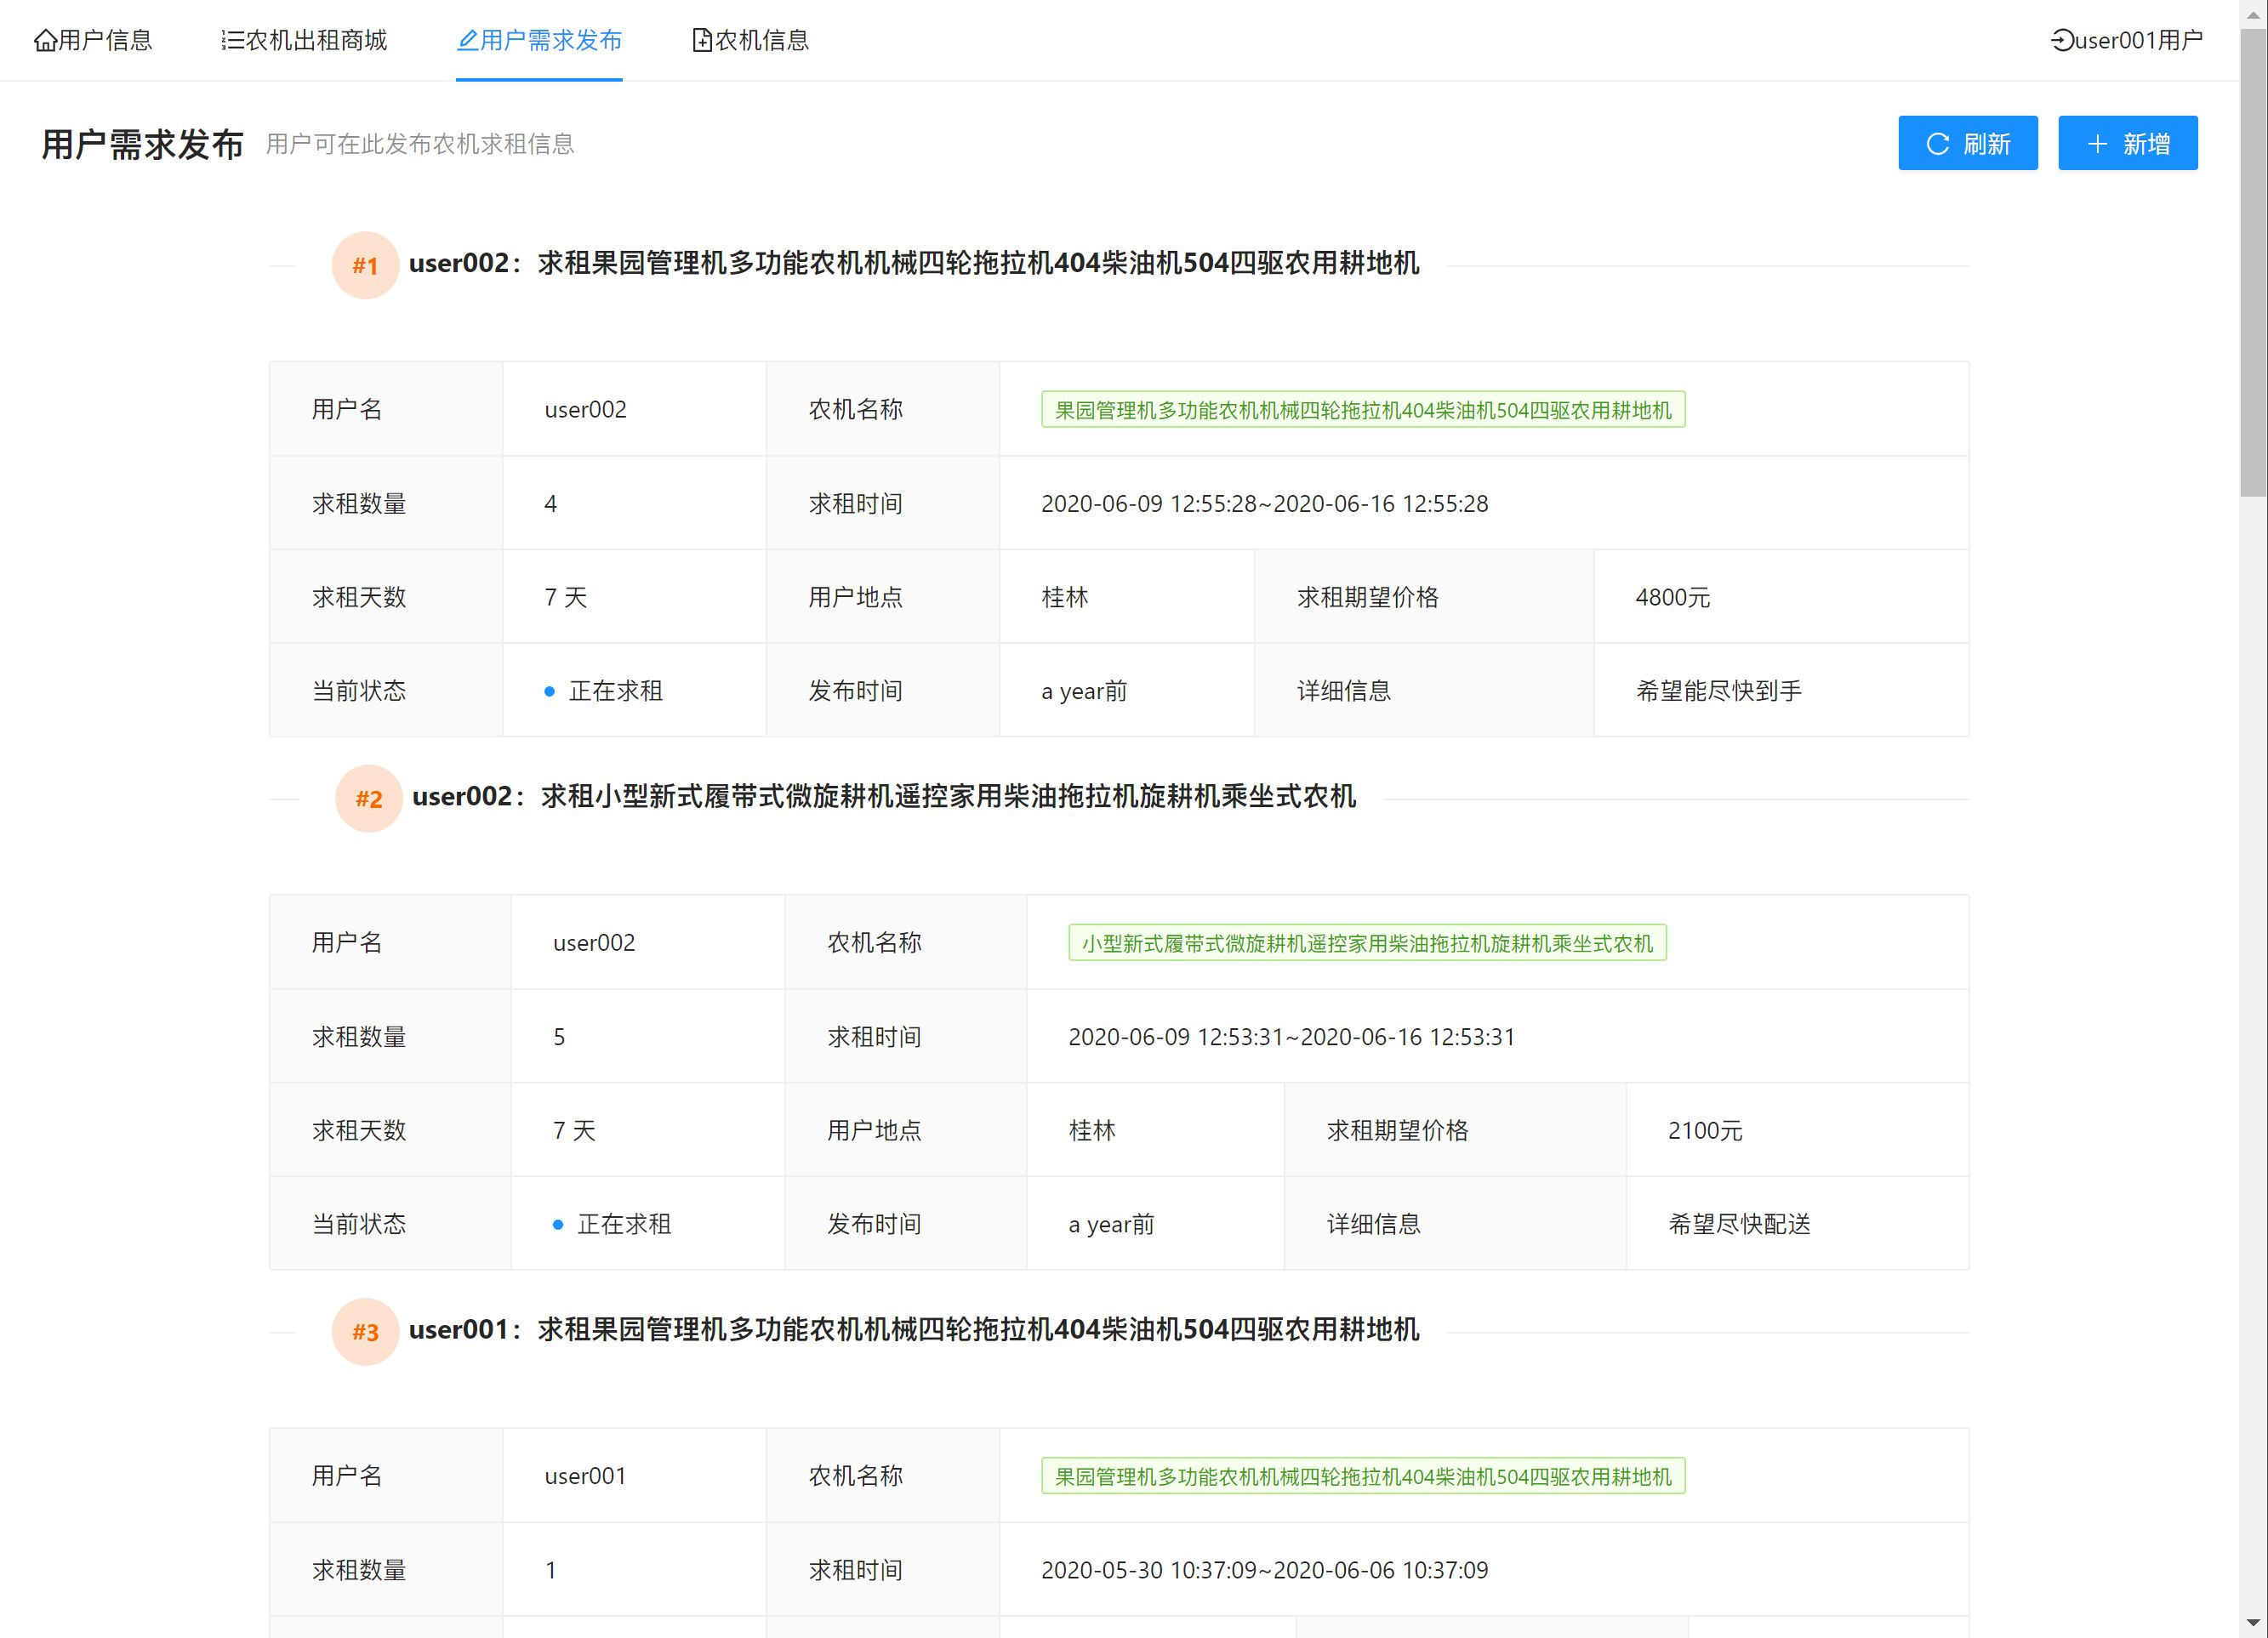 用户信息 农机出租商城 用户需求发布 农机信息 user001用户
用户需求发布 用户可在此发布农机求租信息 刷新 新增
#1 user002：求租果园管理机多功能农机机械四轮拖拉机404柴油机504四驱农用耕地机
用户名 user002 农机名称 果园管理机多功能农机机械四轮拖拉机404柴油机504四驱农用耕地机
求租数量 4 求租时间 2020-06-09 12:55:28~2020-06-16 12:55:28
求租天数 7 天 用户地点 桂林 求租期望价格 4800元
当前状态 正在求租 发布时间 a year前 详细信息 希望能尽快到手
#2 user002：求租小型新式履带式微旋耕机遥控家用柴油拖拉机旋耕机乘坐式农机
用户名 user002 农机名称 小型新式履带式微旋耕机遥控家用柴油拖拉机旋耕机乘坐式农机
求租数量 5 求租时间 2020-06-09 12:53:31~2020-06-16 12:53:31
求租天数 7 天 用户地点 桂林 求租期望价格 2100元
当前状态 正在求租 发布时间 a year前 详细信息 希望尽快配送
#3 user001：求租果园管理机多功能农机机械四轮拖拉机404柴油机504四驱农用耕地机
用户名 user001 农机名称 果园管理机多功能农机机械四轮拖拉机404柴油机504四驱农用耕地机
求租数量 1 求租时间 2020-05-30 10:37:09~2020-06-06 10:37:09